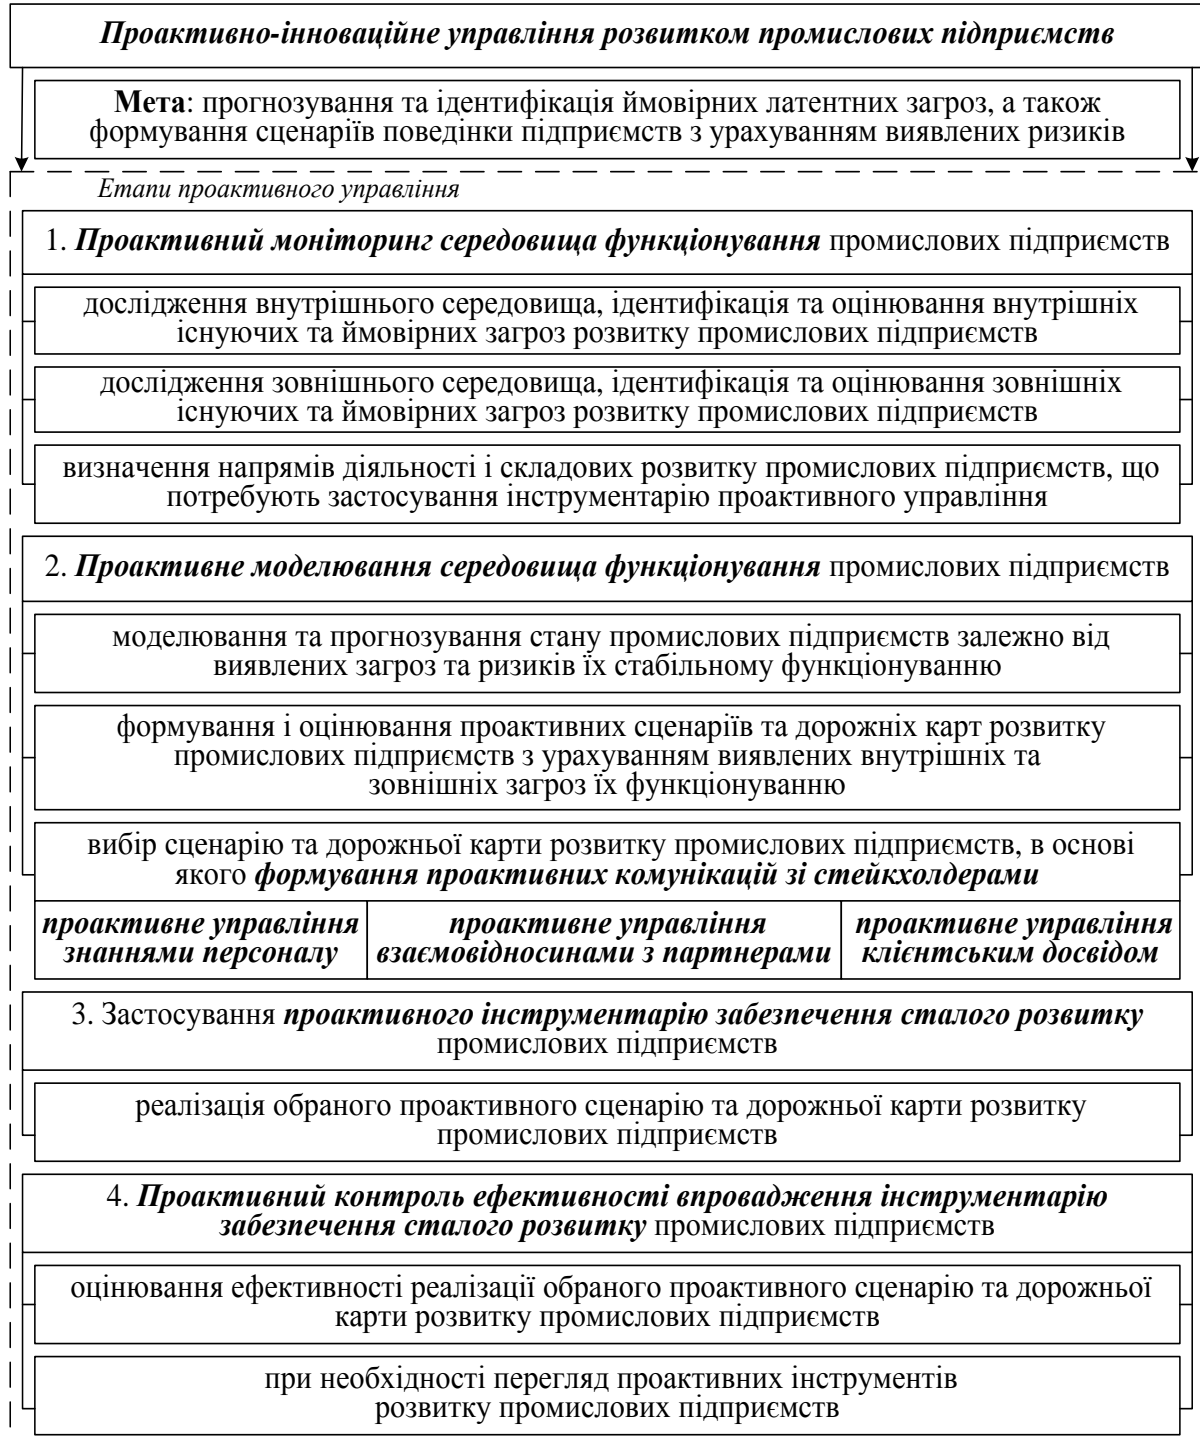 Проактивно-інноваційне управління розвитком промислових підприємств
Мета: прогнозування та ідентифікація ймовірних латентних загроз, а також
формування сценаріїв поведінки підприємств з урахуванням виявлених ризиків
Етапи проактивного управління
1. Проактивний моніторинг середовища функціонування промислових підприємств
дослідження внутрішнього середовища, ідентифікація та оцінювання внутрішніх
існуючих та ймовірних загроз розвитку промислових підприємств
дослідження зовнішнього середовища, ідентифікація та оцінювання зовнішніх
існуючих та ймовірних загроз розвитку промислових підприємств
визначення напрямів діяльності і складових розвитку промислових підприємств, що
потребують застосування інструментарію проактивного управління
2. Проактивне моделювання середовища функціонування промислових підприємств
моделювання та прогнозування стану промислових підприємств залежно від
виявлених загроз та ризиків їх стабільному функціонуванню
формування і оцінювання проактивних сценаріїв та дорожніх карт розвитку
промислових підприємств з урахуванням виявлених внутрішніх та
зовнішніх загроз їх функціонуванню
вибір сценарію та дорожньої карти розвитку промислових підприємств, в основі
якого формування проактивних комунікацій зі стейкхолдерами
проактивне управління
знаннями персоналу
проактивне управління
взаємовідносинами з партнерами
проактивне управління
клієнтським досвідом
3. Застосування проактивного інструментарію забезпечення сталого розвитку
промислових підприємств
реалізація обраного проактивного сценарію та дорожньої карти розвитку
промислових підприємств
4. Проактивний контроль ефективності впровадження інструментарію
забезпечення сталого розвитку промислових підприємств
оцінювання ефективності реалізації обраного проактивного сценарію та дорожньої
карти розвитку промислових підприємств
при необхідності перегляд проактивних інструментів
розвитку промислових підприємств